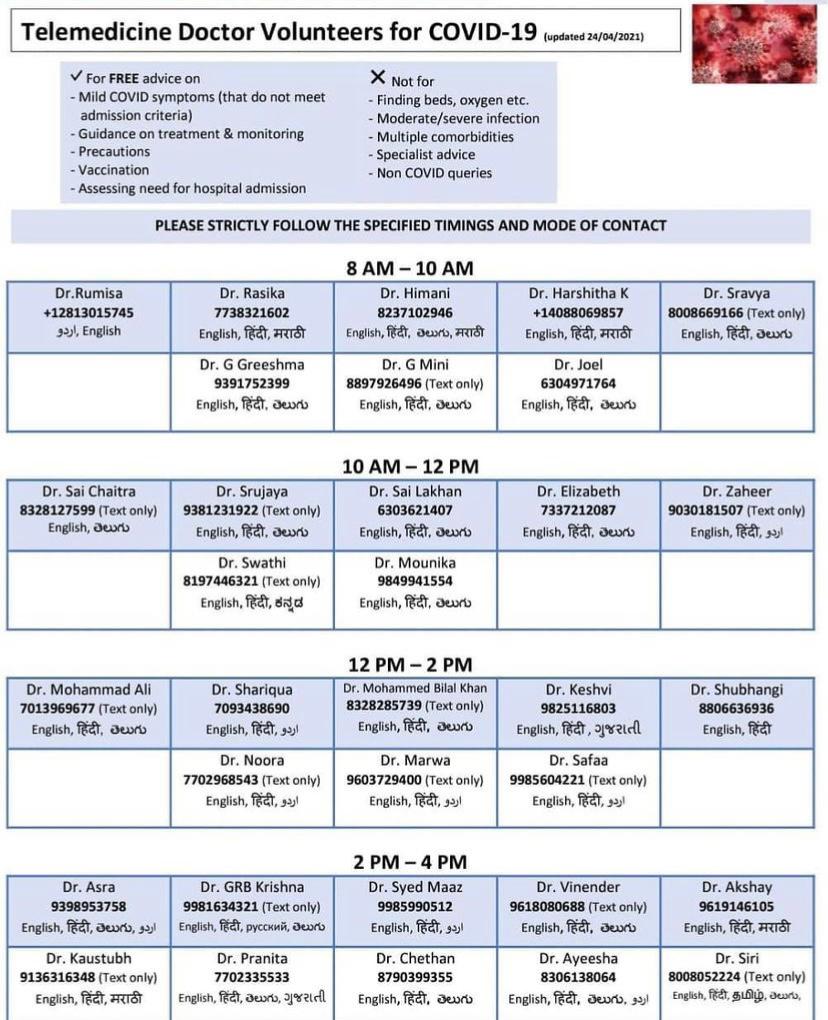 Telemedicine Doctor Volunteers for COVID-19 (updated 24/04/2021)
✓ For FREE advice on
- Mild COVID symptoms (that do not meet
admission criteria)
- Guidance on treatment & monitoring
- Precautions
- Vaccination
- Assessing need for hospital admission
✗ Not for
- Finding beds, oxygen etc.
- Moderate/severe infection
- Multiple comorbidities
- Specialist advice
- Non COVID queries
PLEASE STRICTLY FOLLOW THE SPECIFIED TIMINGS AND MODE OF CONTACT
8 AM – 10 AM
Dr.Rumisa
+12813015745
اردو, English
Dr. Rasika
7738321602
English, हिंदी, मराठी
Dr. Himani
8237102946
English, हिंदी, తెలుగు, मराठी
Dr. Harshitha K
+14088069857
English, हिंदी, मराठी
Dr. Sravya
8008669166 (Text only)
English, हिंदी, తెలుగు
Dr. G Greeshma
9391752399
English, हिंदी, తెలుగు
Dr. G Mini
8897926496 (Text only)
English, हिंदी, తెలుగు
Dr. Joel
6304971764
English, हिंदी, తెలుగు
10 AM – 12 PM
Dr. Sai Chaitra
8328127599 (Text only)
English, తెలుగు
Dr. Srujaya
9381231922 (Text only)
English, हिंदी, తెలుగు
Dr. Sai Lakhan
6303621407
English, हिंदी, తెలుగు
Dr. Elizabeth
7337212087
English, हिंदी, తెలుగు
Dr. Zaheer
9030181507 (Text only)
English, हिंदी, اردو
Dr. Swathi
8197446321 (Text only)
English, हिंदी, ಕನ್ನಡ
Dr. Mounika
9849941554
English, हिंदी, తెలుగు
12 PM – 2 PM
Dr. Mohammad Ali
7013969677 (Text only)
English, हिंदी, తెలుగు
Dr. Shariqua
7093438690
English, हिंदी, اردو
Dr. Mohammed Bilal Khan
8328285739 (Text only)
English, हिंदी, తెలుగు
Dr. Keshvi
9825116803
English, हिंदी , ગુજરાતી
Dr. Shubhangi
8806636936
English, हिंदी
Dr. Noora
7702968543 (Text only)
English, हिंदी, اردو
Dr. Marwa
9603729400 (Text only)
English, हिंदी, اردو
Dr. Safaa
9985604221 (Text only)
English, हिंदी, اردو
2 PM – 4 PM
Dr. Asra
9398953758
English, हिंदी, తెలుగు, اردو
Dr. GRB Krishna
9981634321 (Text only)
English, हिंदी, русский, తెలుగు
Dr. Syed Maaz
9985990512
English, हिंदी, اردو
Dr. Vinender
9618080688 (Text only)
English, हिंदी, తెలుగు
Dr. Akshay
9619146105
English, हिंदी, मराठी
Dr. Kaustubh
9136316348 (Text only)
English, हिंदी, मराठी
Dr. Pranita
7702335533
English, हिंदी, తెలుగు, ગુજરાતી
Dr. Chethan
8790399355
English, हिंदी, తెలుగు
Dr. Ayeesha
8306138064
English, हिंदी, తెలుగు, اردو
Dr. Siri
8008052224 (Text only)
English, हिंदी, தமிழ், తెలుగు,